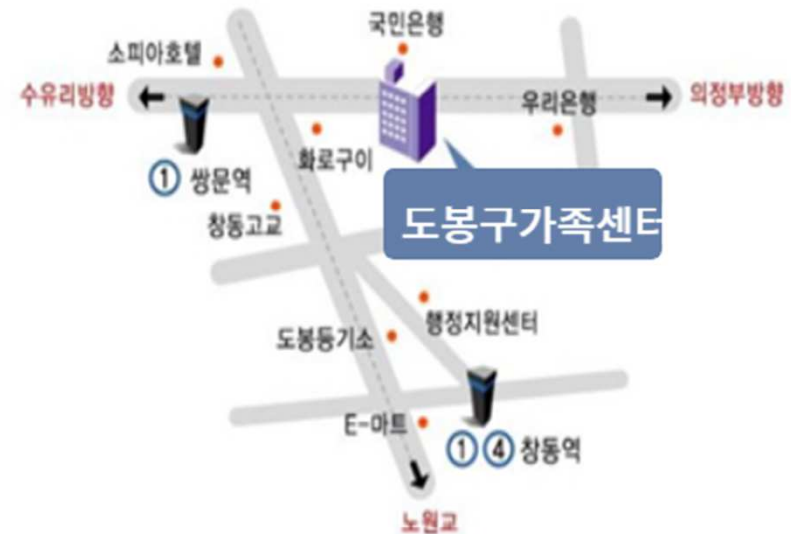 국민은행
소피아호텔
수유리방향
우리은행
의정부방향
화로구이
① 쌍문역
창동고교
도봉구가족센터
행정지원센터
도봉등기소
E-마트
① ④ 창동역
노원교